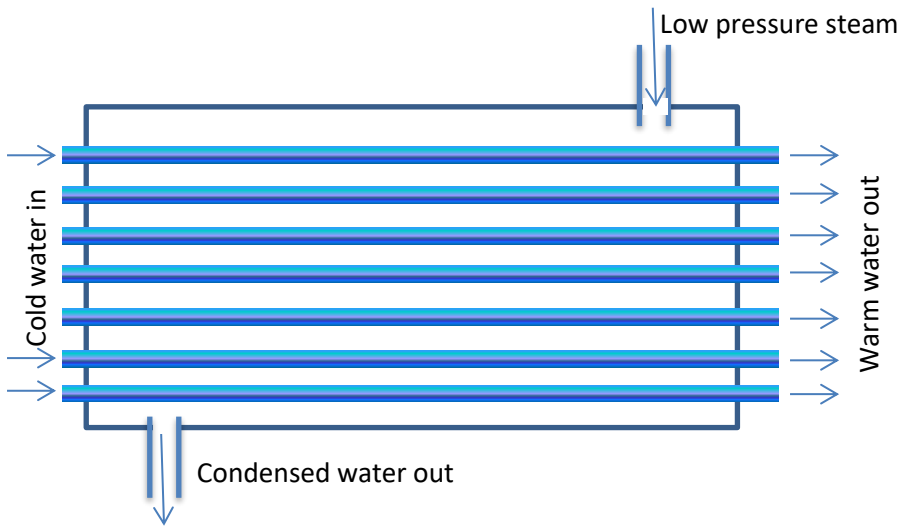 Low pressure steam
Cold water in
Warm water out
Condensed water out